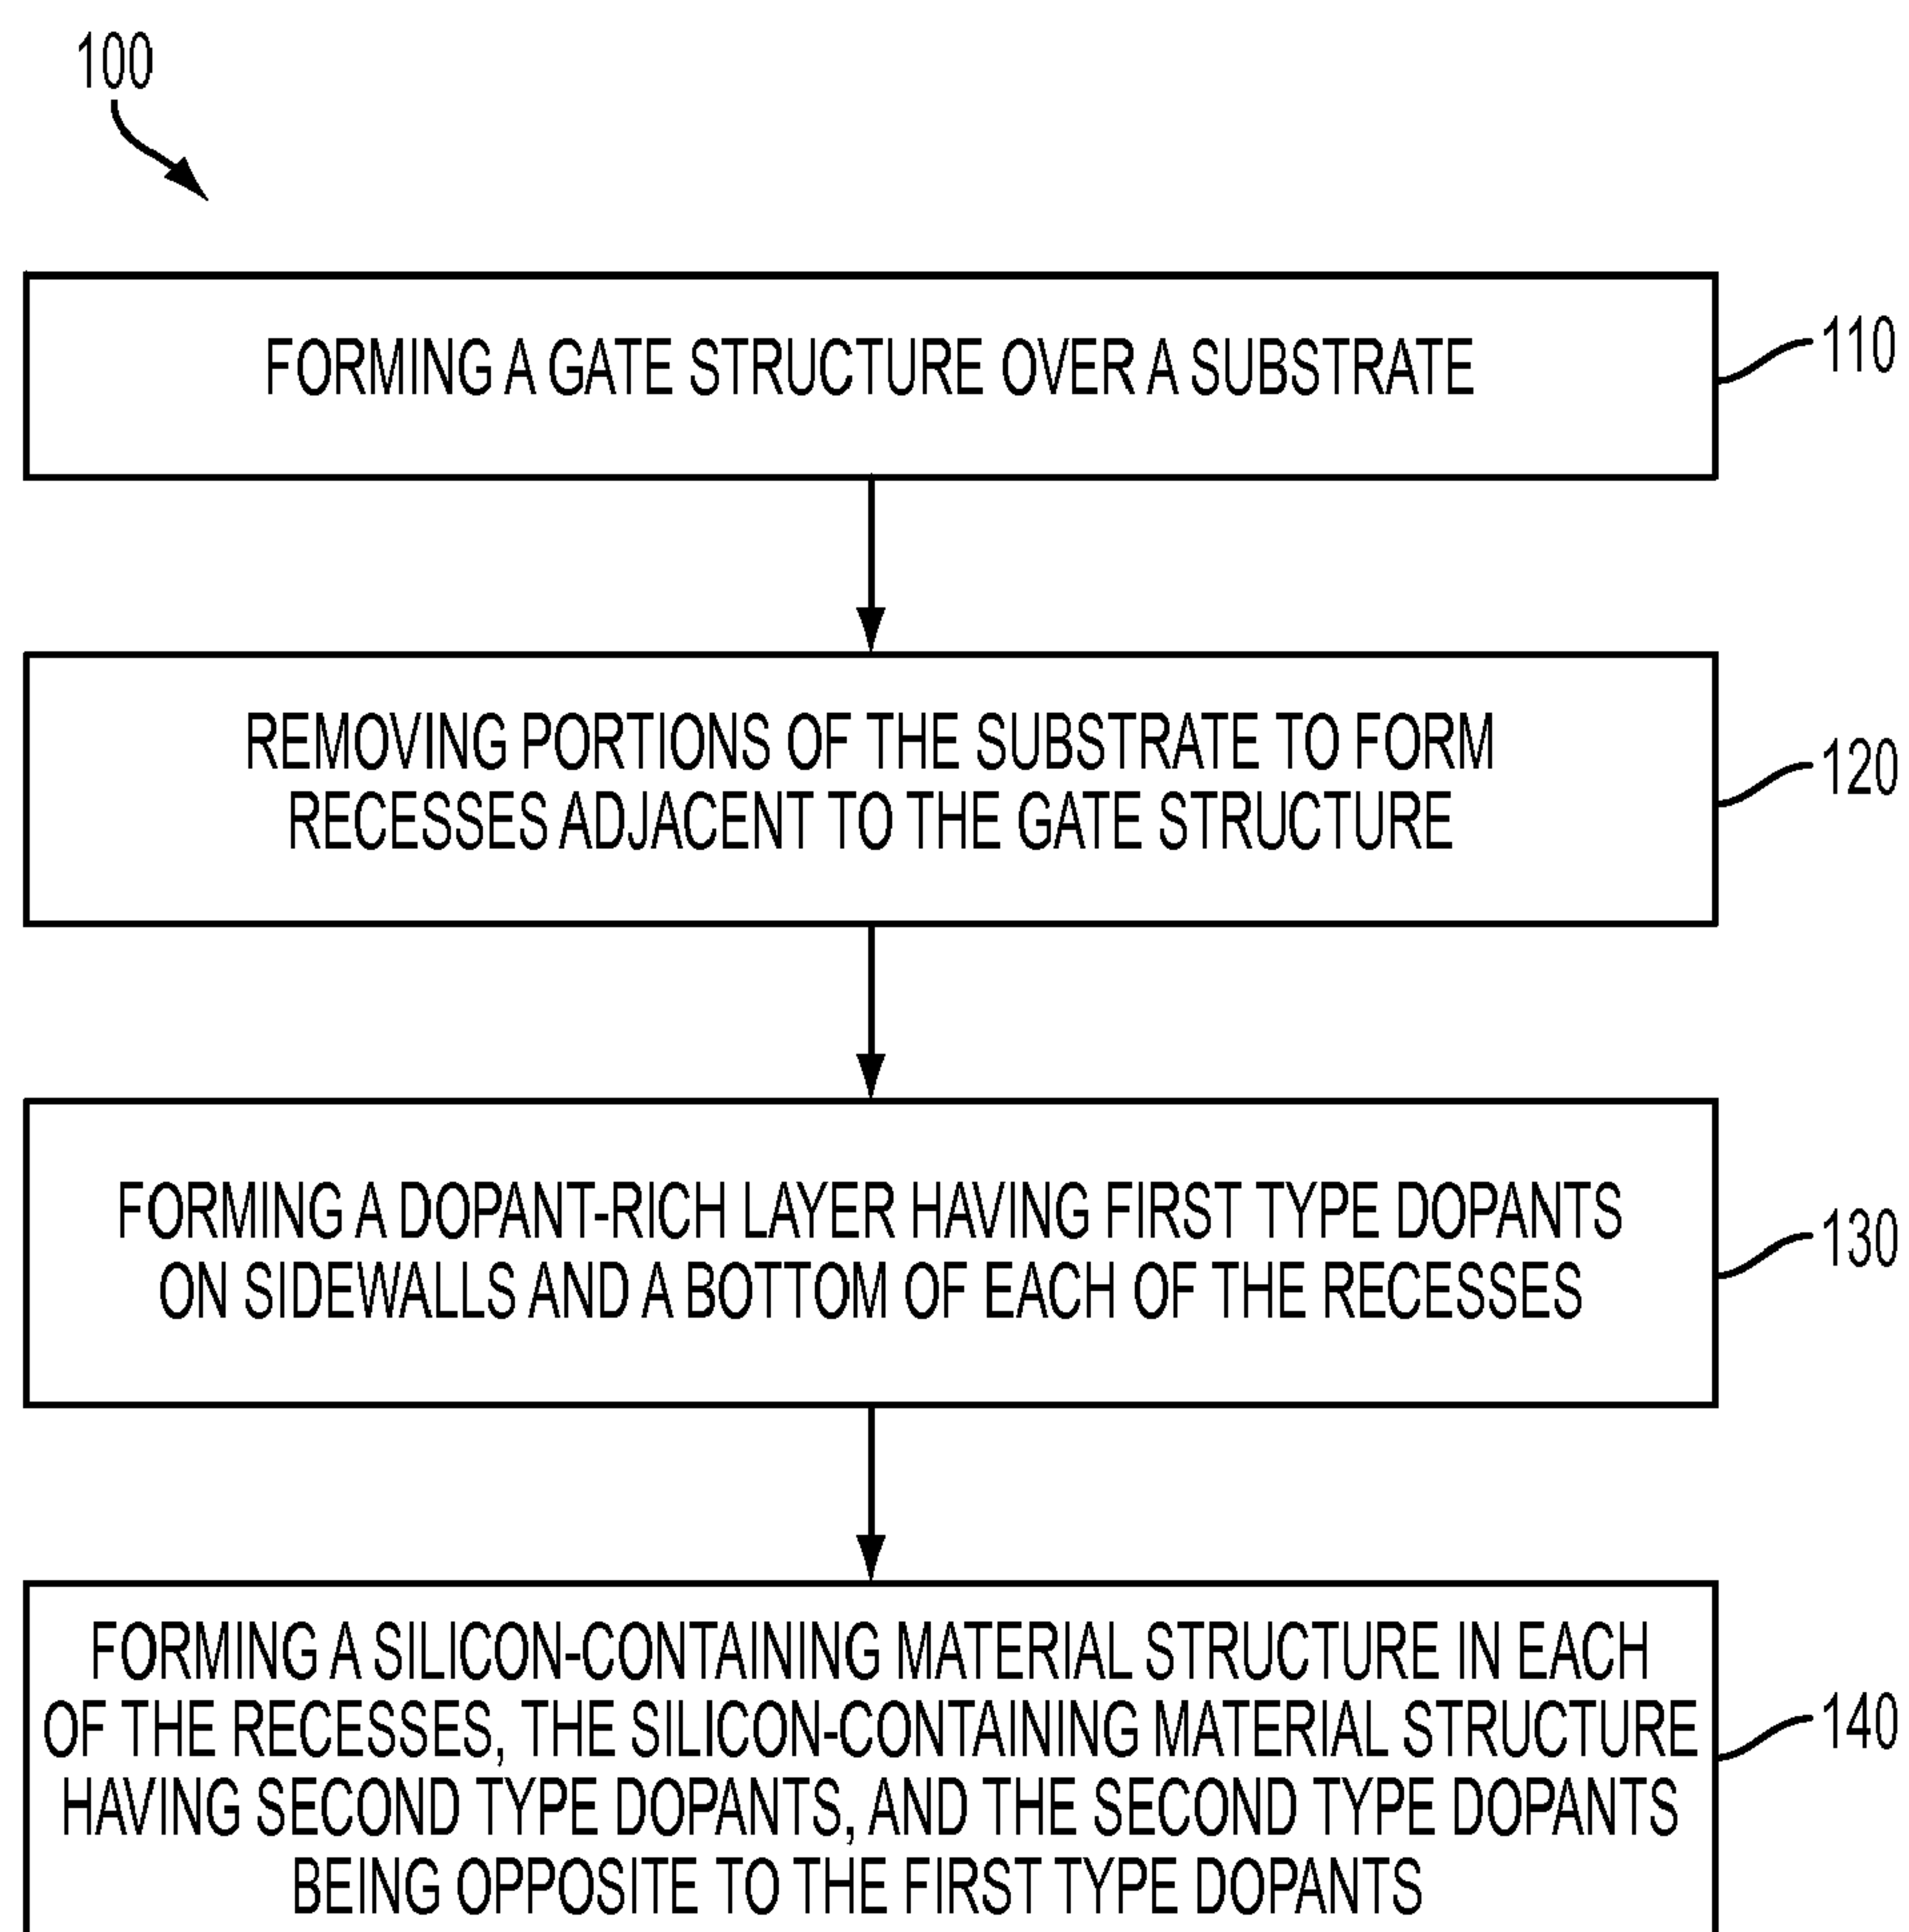 100
FORMING A GATE STRUCTURE OVER A SUBSTRATE
110
REMOVING PORTIONS OF THE SUBSTRATE TO FORM
RECESSES ADJACENT TO THE GATE STRUCTURE
120
FORMING A DOPANT-RICH LAYER HAVING FIRST TYPE DOPANTS
ON SIDEWALLS AND A BOTTOM OF EACH OF THE RECESSES
130
FORMING A SILICON-CONTAINING MATERIAL STRUCTURE IN EACH
OF THE RECESSES, THE SILICON-CONTAINING MATERIAL STRUCTURE
HAVING SECOND TYPE DOPANTS, AND THE SECOND TYPE DOPANTS
BEING OPPOSITE TO THE FIRST TYPE DOPANTS
140